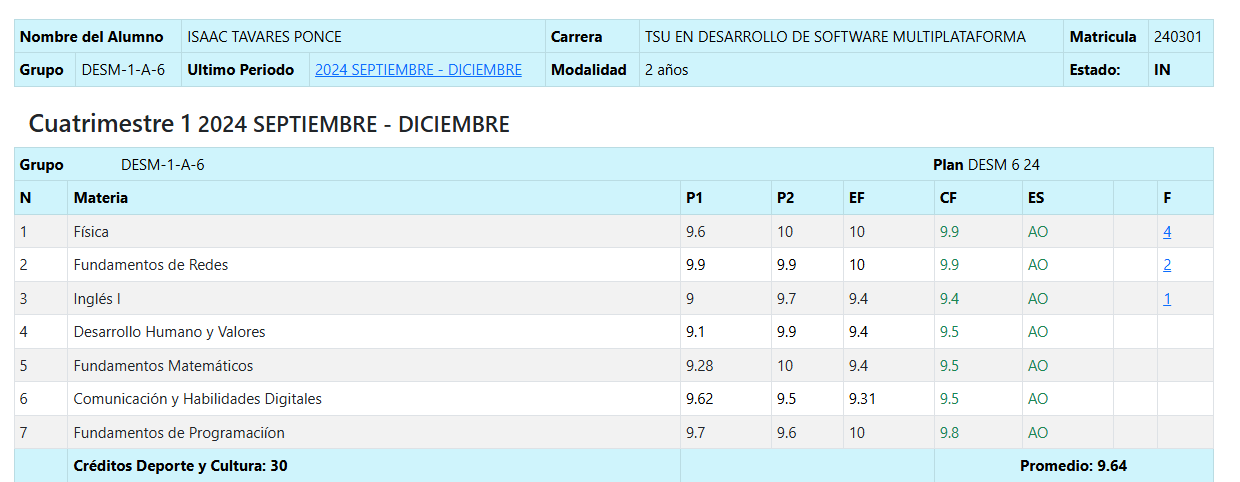 Nombre del Alumno ISAAC TAVARES PONCE Carrera TSU EN DESARROLLO DE SOFTWARE MULTIPLATAFORMA Matricula 240301
Grupo DESM-1-A-6 Ultimo Periodo 2024 SEPTIEMBRE - DICIEMBRE Modalidad 2 años Estado: IN
Cuatrimestre 1 2024 SEPTIEMBRE - DICIEMBRE
Grupo DESM-1-A-6 Plan DESM 6 24
N Materia P1 P2 EF CF ES F
1 Física 9.6 10 10 9.9 AO 4
2 Fundamentos de Redes 9.9 9.9 10 9.9 AO 2
3 Inglés I 9 9.7 9.4 9.4 AO 1
4 Desarrollo Humano y Valores 9.1 9.9 9.4 9.5 AO
5 Fundamentos Matemáticos 9.28 10 9.4 9.5 AO
6 Comunicación y Habilidades Digitales 9.62 9.5 9.31 9.5 AO
7 Fundamentos de Programaciíon 9.7 9.6 10 9.8 AO
Créditos Deporte y Cultura: 30 Promedio: 9.64